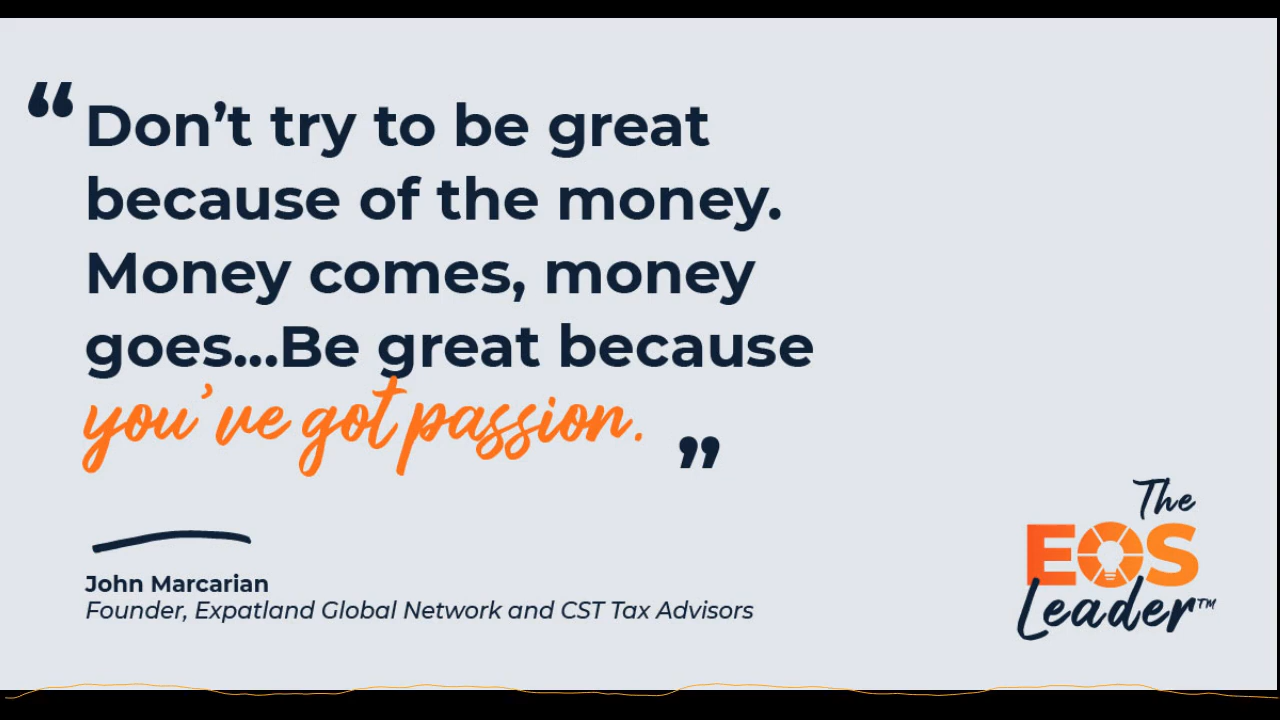 “Don’t try to be great
because of the money.
Money comes, money
goes...Be great because
you’ve got passion.”
John Marcarian
Founder, Expatland Global Network and CST Tax Advisors
The
EOS
Leader™